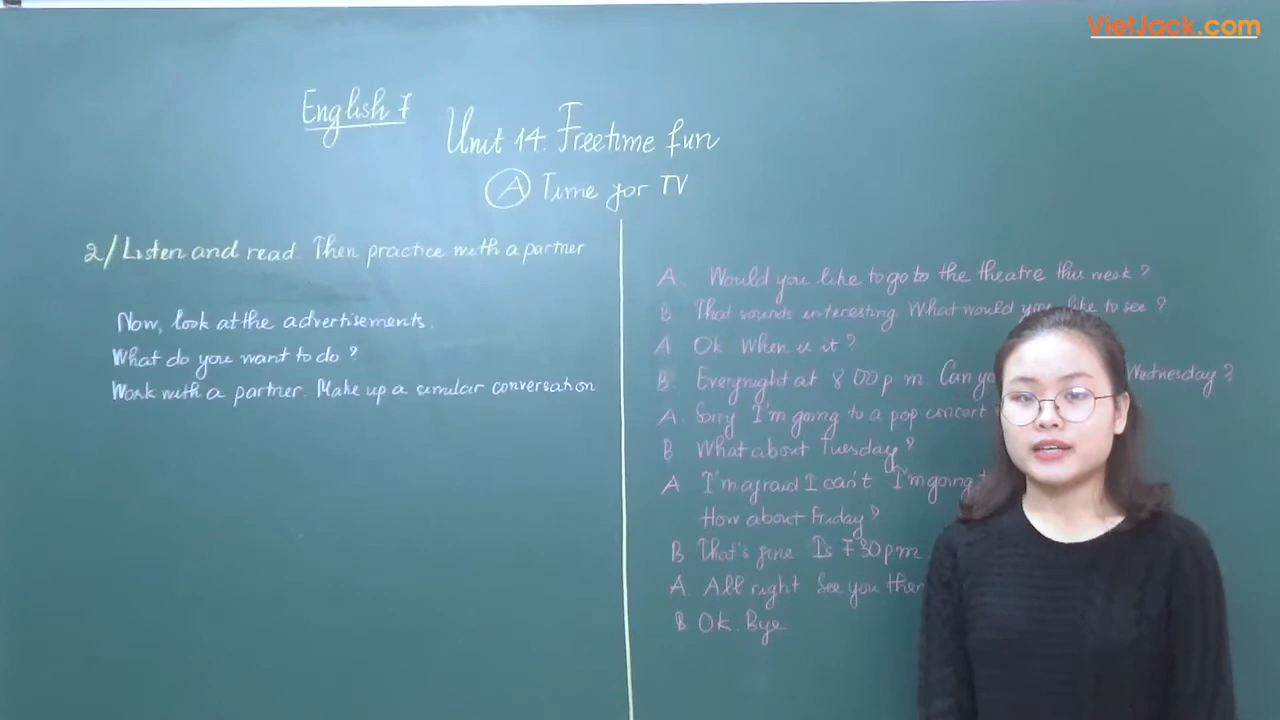 VietJack.com
English 7
Unit 14. Freetime fun
A Time for TV
2/ Listen and read. Then practice with a partner
Now, look at the advertisements.
What do you want to do?
Work with a partner. Make up a similar conversation
A. Would you like to go to the theatre this week?
B That sounds interesting. What would you like to see?
A Ok When is it?
B. Everynight at 8 00 p m. Can you Wednesday?
A. Sorry I'm going to a pop concert
B What about Tuesday?
A I'm afraid I can't I'm going
How about Friday?
B That's fine Is 7 30 pm
A. All right See you then
B Ok. Bye